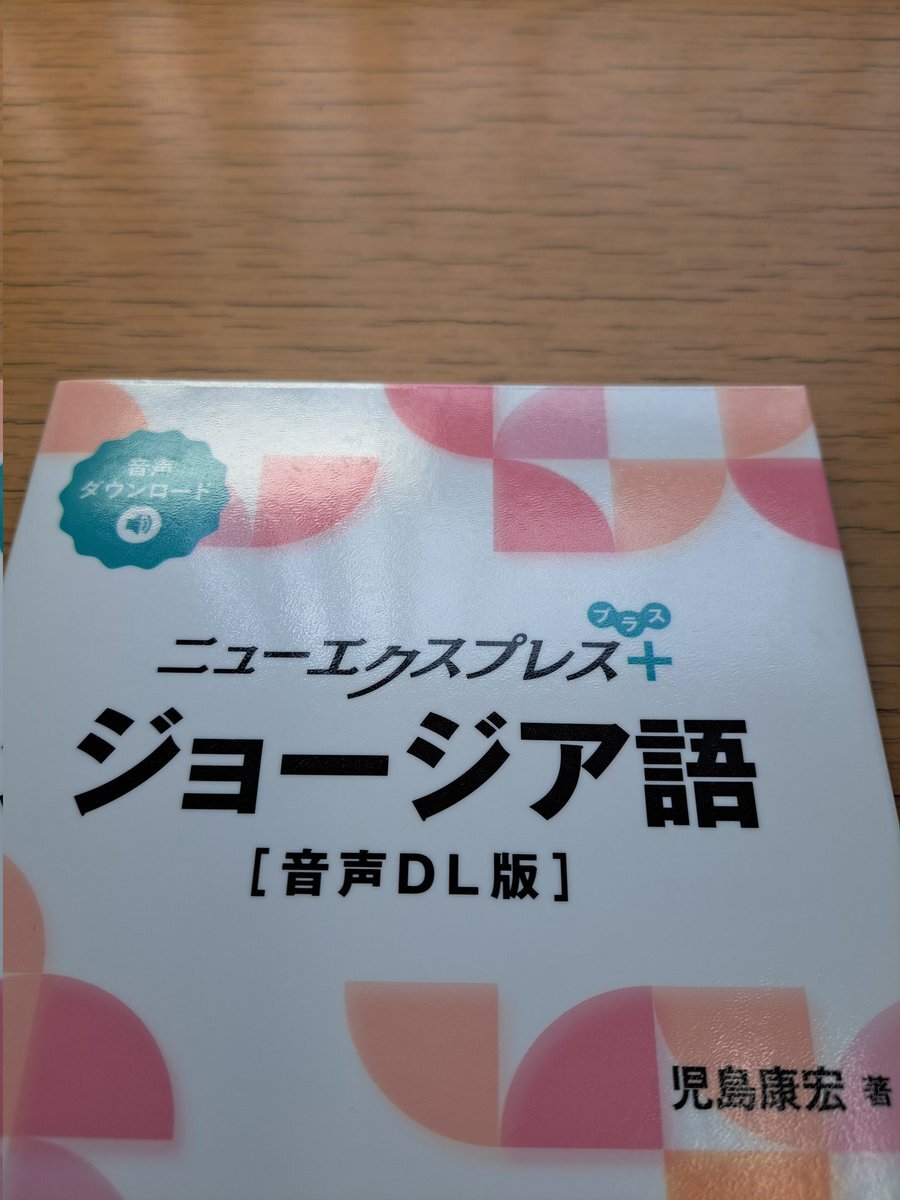 音声
ダウンロード
プラス
ニューエクスプレス+
ジョージア語
[音声DL版]
児島康宏 著